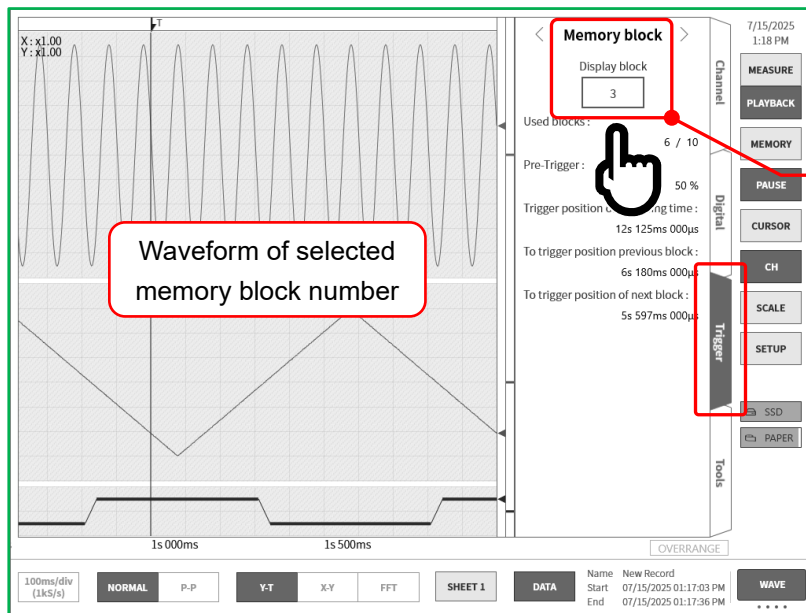 T
X: x1.00
Y: x1.00
Memory block
Display block
3
Used blocks :
6 / 10
Pre-Trigger :
50 %
Trigger position
ng time :
12s 125ms 000µs
To trigger position previous block :
6s 180ms 000µs
To trigger position of next block :
5s 597ms 000µs
Waveform of selected
memory block number
Channel
Digital
Trigger
Tools
7/15/2025
1:18 PM
MEASURE
PLAYBACK
MEMORY
PAUSE
CURSOR
CH
SCALE
SETUP
SSD
PAPER
1s000ms
1s500ms
OVERRANGE
100ms/div
(1kS/s)
NORMAL
P-P
Y-T
X-Y
FFT
SHEET 1
DATA
Name New Record
Start 07/15/2025 01:17:03 PM
End 07/15/2025 01:17:36 PM
WAVE